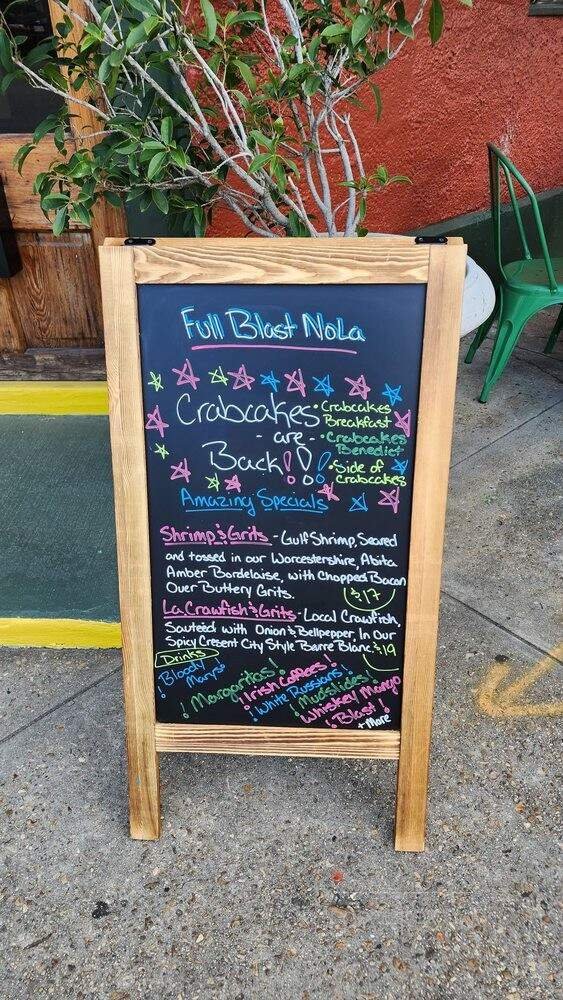 Full Blast NoLa
Crabcakes
- are -
Back!!!
• Crabcakes
Breakfast
• Crabcakes
Benedict
• Side of
Crabcakes
Amazing Specials
Shrimp & Grits - Gulf Shrimp, Seared
and tossed in our Worcestershire, Abita
Amber Bordelaise, with Chopped Bacon
Over Buttery Grits. $17
La Crawfish & Grits - Local Crawfish,
Sautéed with Onion & Bellpepper, In Our
Spicy Cresent City Style Barre Blanc. $19
Drinks
! Bloody
Marys!
! Margaritas!
! Irish Coffees!
! White Russians!
! Mudslides!
! Whiskey Mango
Blast!
+ More